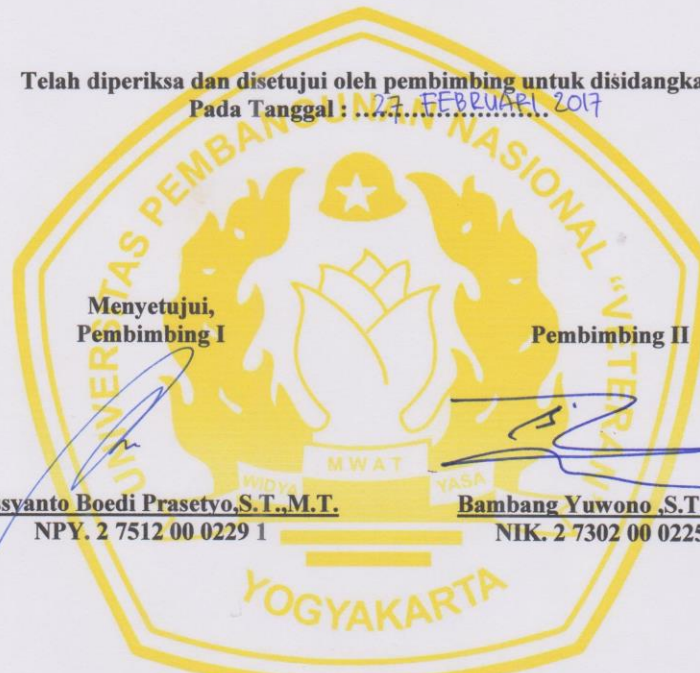 Telah diperiksa dan disetujui oleh pembimbing untuk disidangka
Pada Tanggal : 27 FEBRUARI 2017
UNIVERSITAS PEMBANGUNAN NASIONAL "VETERAN"
Menyetujui,
Pembimbing I
Pembimbing II
MWAT
WIDYA
YASA
ssyanto Boedi Prasetyo,S.T.,M.T.
NPY. 2 7512 00 0229 1
Bambang Yuwono ,S.T
NIK. 2 7302 00 0225
YOGYAKARTA